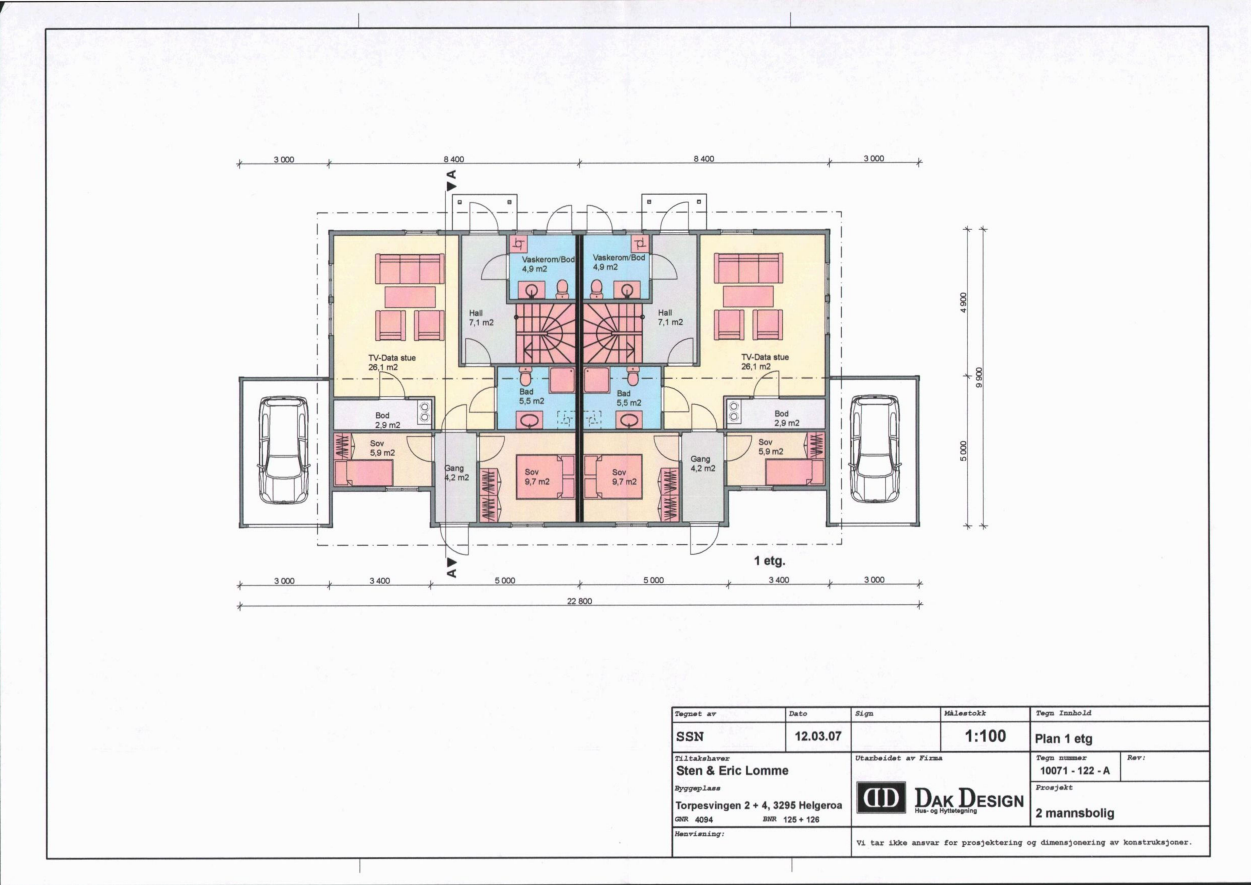 3 000
8 400
8 400
3 000
A
Vaskerom/Bod
4,9 m2
Vaskerom/Bod
4,9 m2
Hall
7,1 m2
Hall
7,1 m2
TV-Data stue
26,1 m2
TV-Data stue
26,1 m2
Bad
5,5 m2
Bad
5,5 m2
Bod
2,9 m2
Bod
2,9 m2
Sov
5,9 m2
Sov
5,9 m2
Gang
4,2 m2
Gang
4,2 m2
Sov
9,7 m2
Sov
9,7 m2
4 900
9 900
5 000
A
1 etg.
3 000
3 400
5 000
5 000
3 400
3 000
22 800
Tegnet av
Dato
Sign
Målestokk
Tegn Innhold
SSN
12.03.07
1:100
Plan 1 etg
Tiltakshaver
Sten & Eric Lomme
Utarbeidet av Firma
Tegn nummer
Rev:
10071 - 122 - A
Byggeplass
Torpesvingen 2 + 4, 3295 Helgeroa
GNR 4094 BNR 125 + 126
DD DAK DESIGN
Hus- og Hyttetegning
Prosjekt
2 mannsbolig
Henvisning:
Vi tar ikke ansvar for prosjektering og dimensjonering av konstruksjoner.